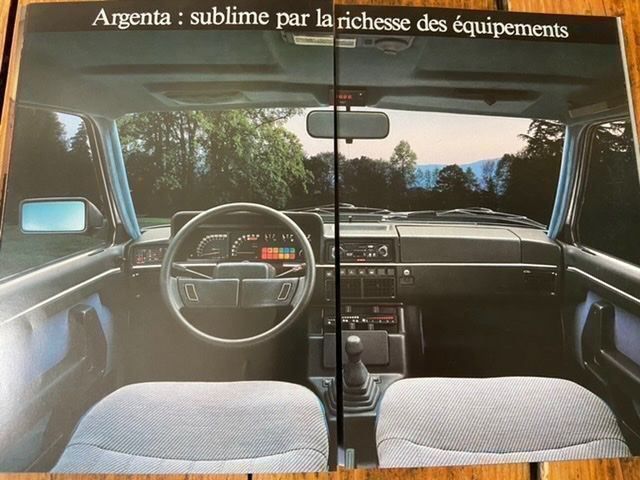 Argenta : sublime par la richesse des équipements